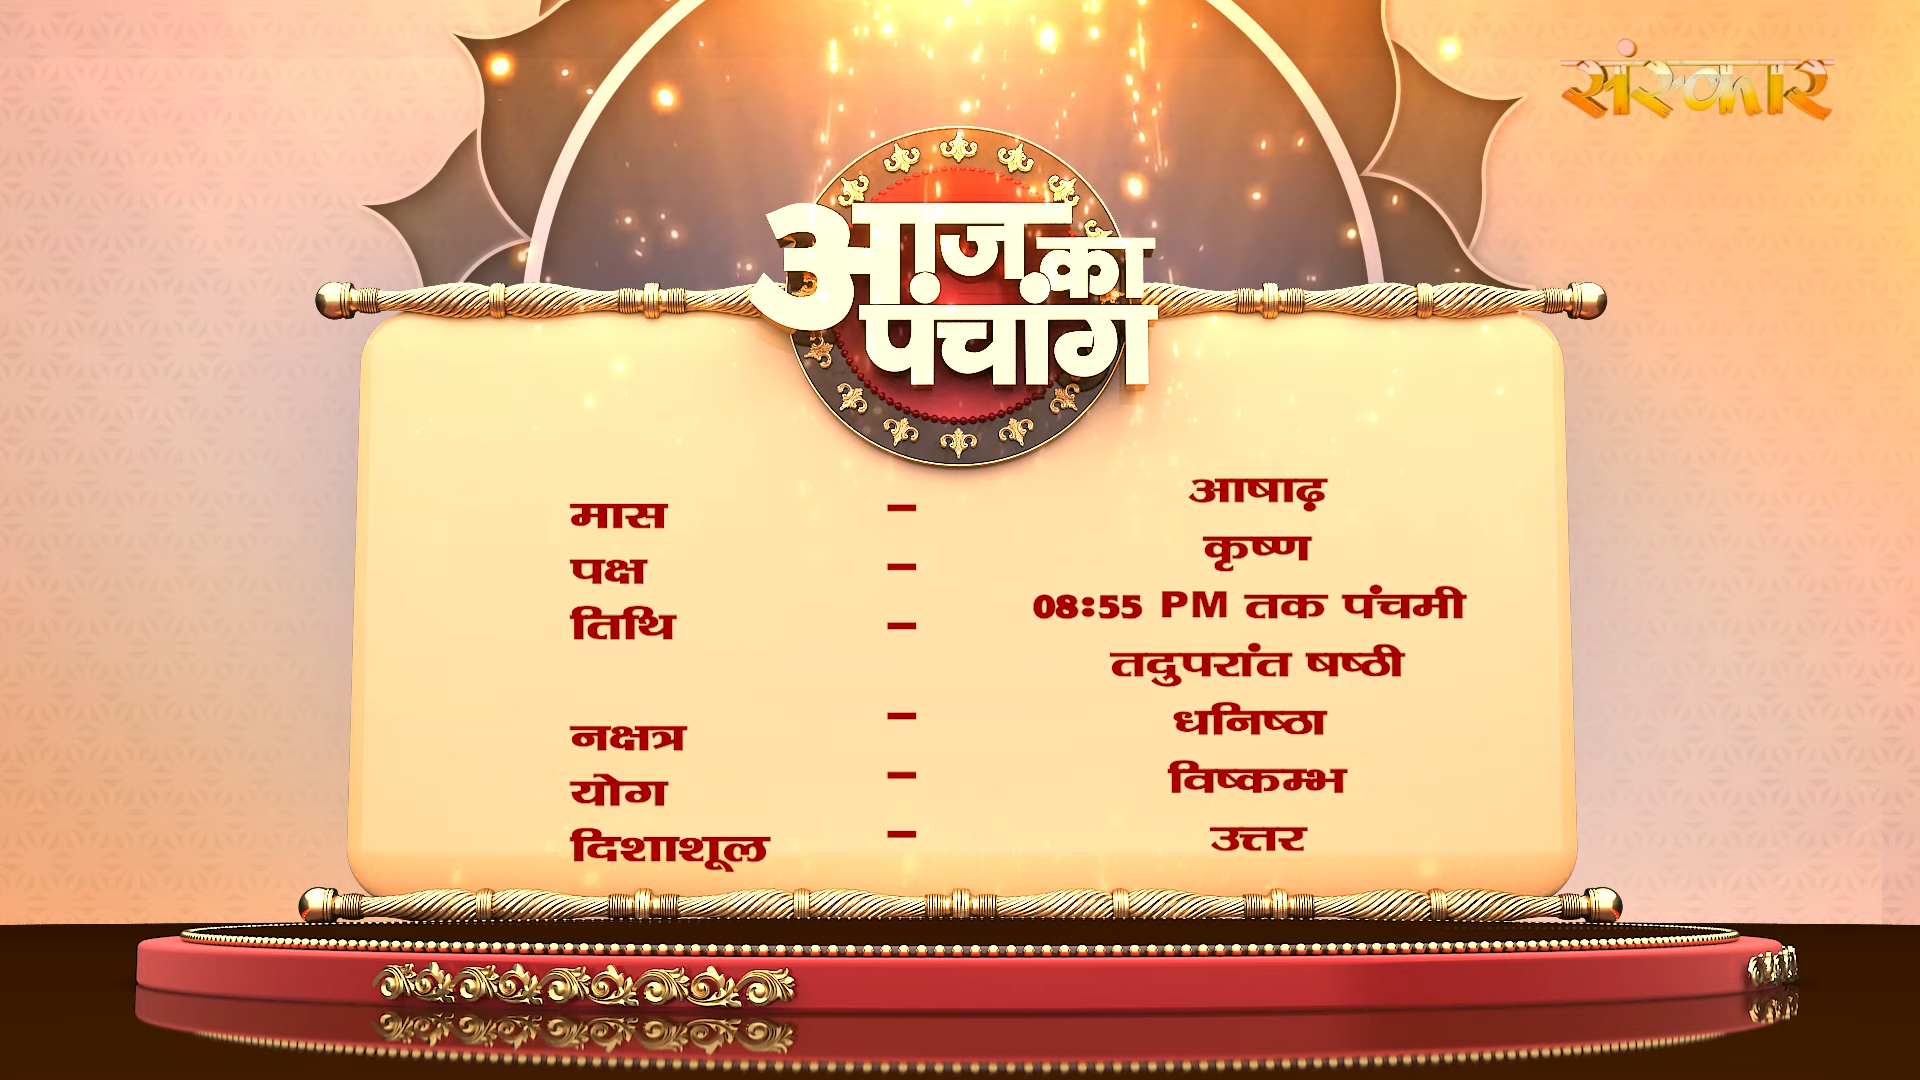 संस्कार
आज का
पंचांग
मास – आषाढ़
पक्ष – कृष्ण
तिथि – 08:55 PM तक पंचमी
तदुपरांत षष्ठी
नक्षत्र – धनिष्ठा
योग – विष्कम्भ
दिशाशूल – उत्तर